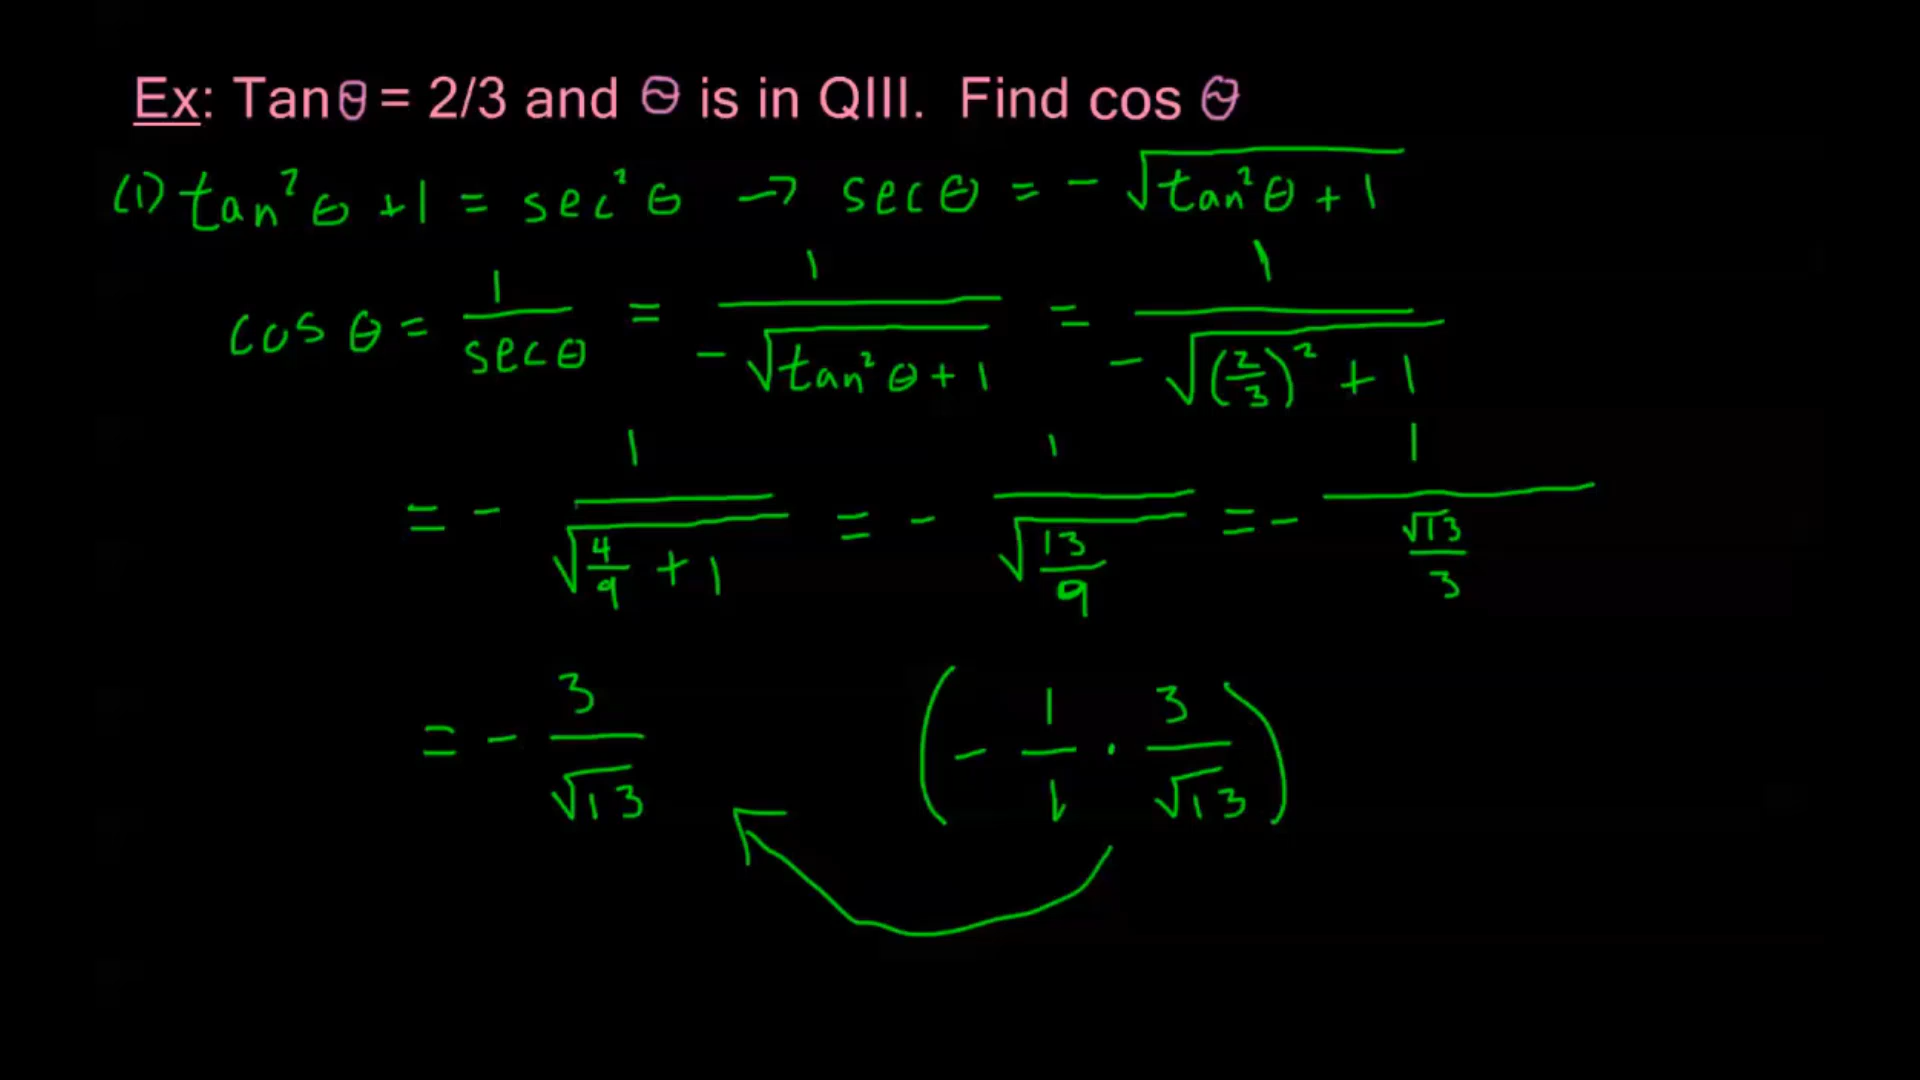 Ex: Tan θ = 2/3 and θ is in QIII. Find cos θ
(1) tan²θ + 1 = sec²θ → secθ = -√(tan²θ + 1)
cos θ = 1/secθ = 1/(-√(tan²θ + 1)) = 1/(-√((2/3)² + 1))
= - 1/√(4/9 + 1) = - 1/√(13/9) = - 1/(√13/3)
= - 3/√13 (- 1/1 · 3/√13)